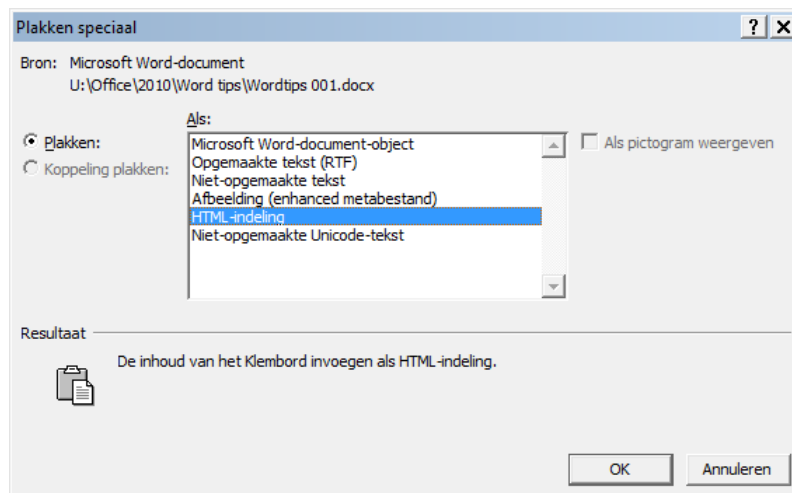 Plakken speciaal
Bron: Microsoft Word-document
U:\Office\2010\Word tips\Wordtips 001.docx
Als:
Plakken:
Koppeling plakken:
Microsoft Word-document-object
Opgemaakte tekst (RTF)
Niet-opgemaakte tekst
Afbeelding (enhanced metabestand)
HTML-indeling
Niet-opgemaakte Unicode-tekst
Als pictogram weergeven
Resultaat
De inhoud van het Klembord invoegen als HTML-indeling.
OK
Annuleren